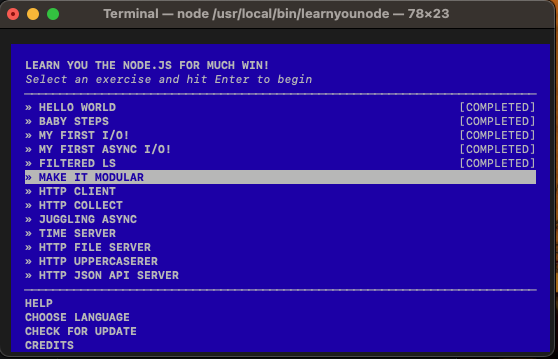 Terminal — node /usr/local/bin/learnyounode — 78×23
LEARN YOU THE NODE.JS FOR MUCH WIN!
Select an exercise and hit Enter to begin
» HELLO WORLD [COMPLETED]
» BABY STEPS [COMPLETED]
» MY FIRST I/O! [COMPLETED]
» MY FIRST ASYNC I/O! [COMPLETED]
» FILTERED LS [COMPLETED]
» MAKE IT MODULAR
» HTTP CLIENT
» HTTP COLLECT
» JUGGLING ASYNC
» TIME SERVER
» HTTP FILE SERVER
» HTTP UPPERCASERER
» HTTP JSON API SERVER
HELP
CHOOSE LANGUAGE
CHECK FOR UPDATE
CREDITS